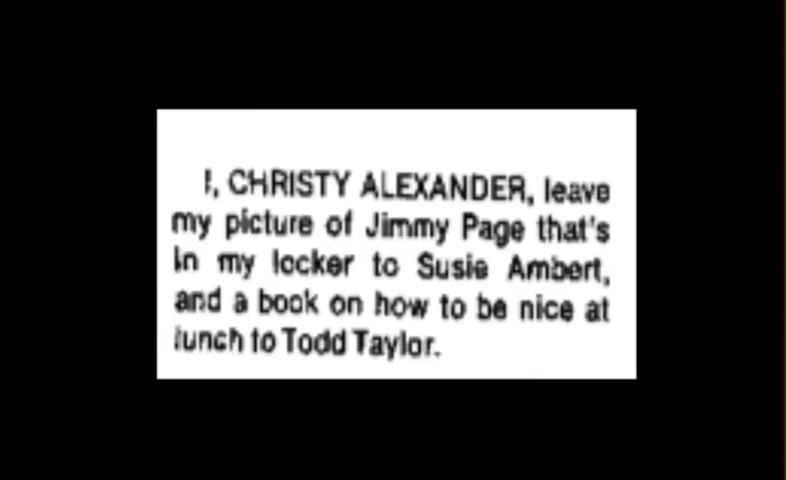 I, CHRISTY ALEXANDER, leave
my picture of Jimmy Page that's
in my locker to Susie Ambert,
and a book on how to be nice at
lunch to Todd Taylor.